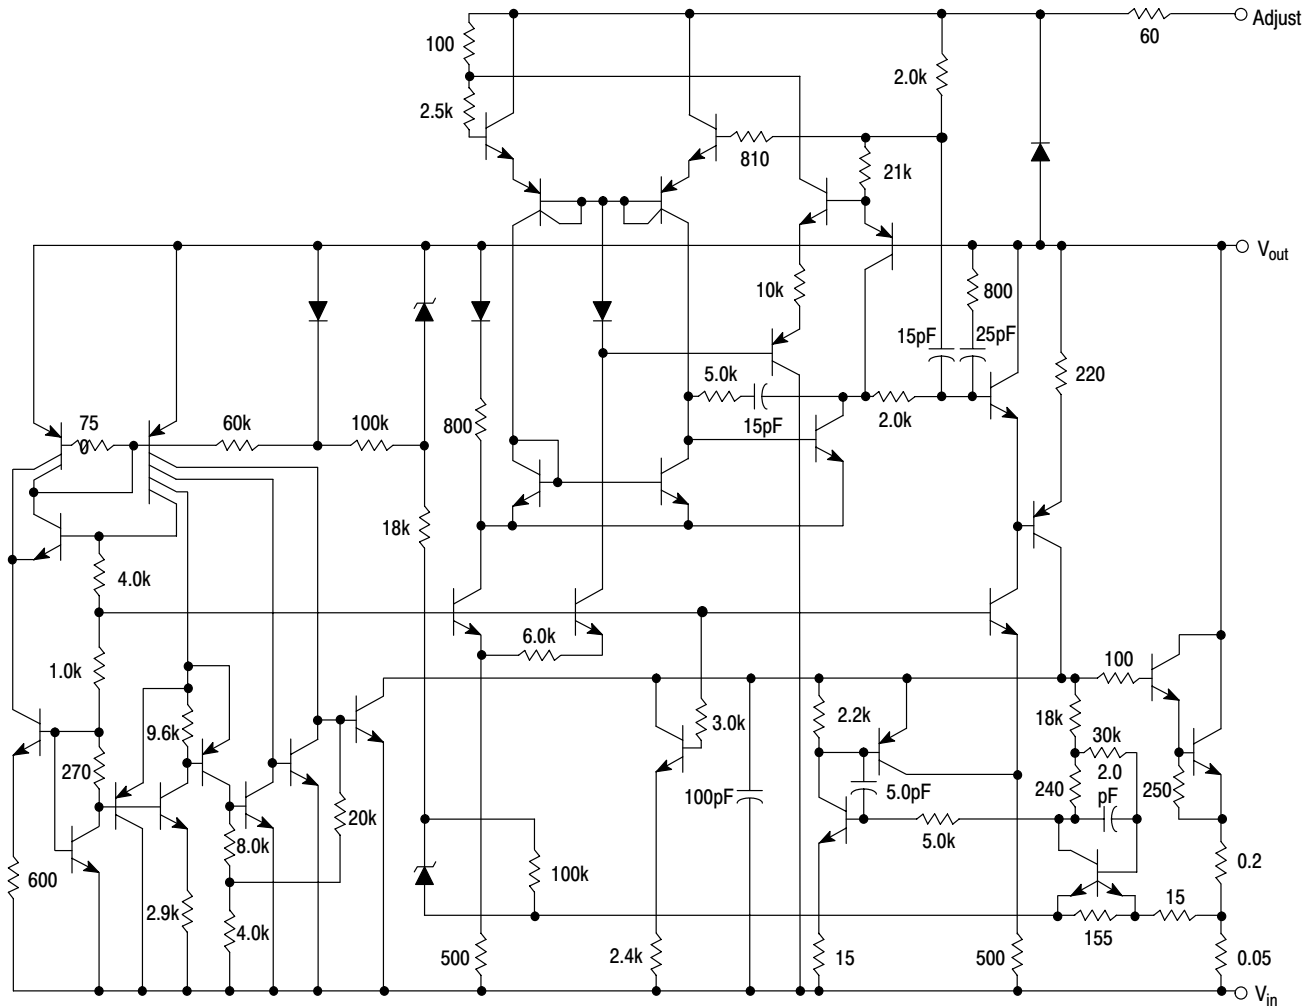 Adjust
60
100
2.0k
2.5k
810
21k
Vout
10k
800
15pF
25pF
220
5.0k
15pF
2.0k
75
0
60k
100k
800
18k
4.0k
6.0k
1.0k
100
3.0k
2.2k
18k
30k
9.6k
270
2.0
pF
240
250
100pF
5.0pF
20k
8.0k
5.0k
600
100k
0.2
2.9k
4.0k
15
155
500
2.4k
15
500
0.05
Vin